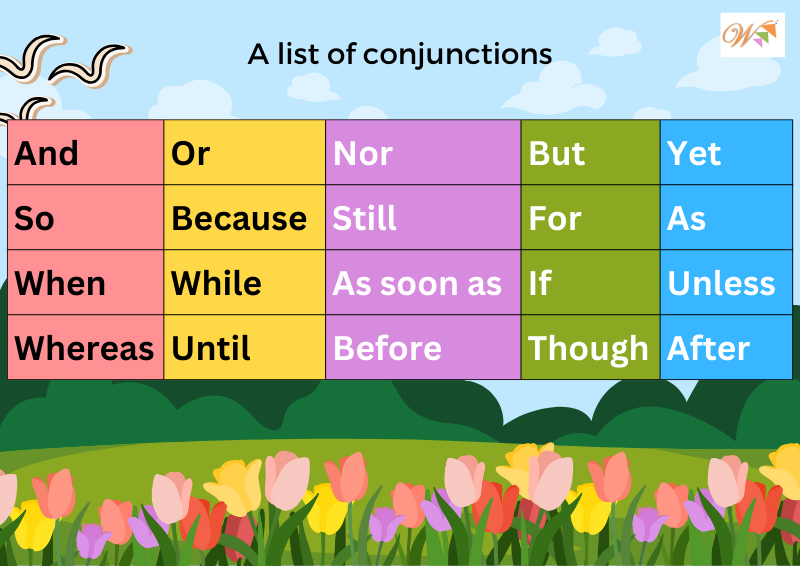 A list of conjunctions
W
And Or Nor But Yet
So Because Still For As
When While As soon as If Unless
Whereas Until Before Though After